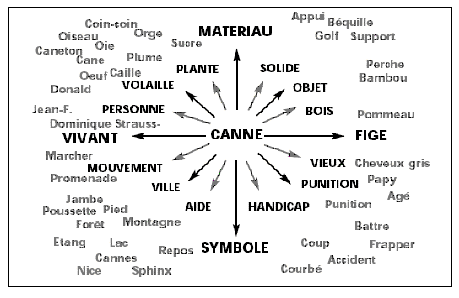 Coin-coin
Appui
Béquille
Oiseau
Orge
MATERIAU
Golf
Support
Caneton
Oie
Sucre
Cane
Plume
PLANTE
SOLIDE
Perche
Oeuf
Caille
Bambou
Donald
VOLAILLE
OBJET
Jean-F.
PERSONNE
BOIS
Pommeau
Dominique Strauss-
VIVANT
CANNE
FIGE
Marcher
MOUVEMENT
VIEUX
Cheveux gris
Promenade
VILLE
PUNITION
Papy
Jambe
Agé
Poussette
Pied
AIDE
HANDICAP
Punition
Forêt
Montagne
Battre
Etang
Lac
Repos
SYMBOLE
Coup
Frapper
Cannes
Accident
Nice
Sphinx
Courbé